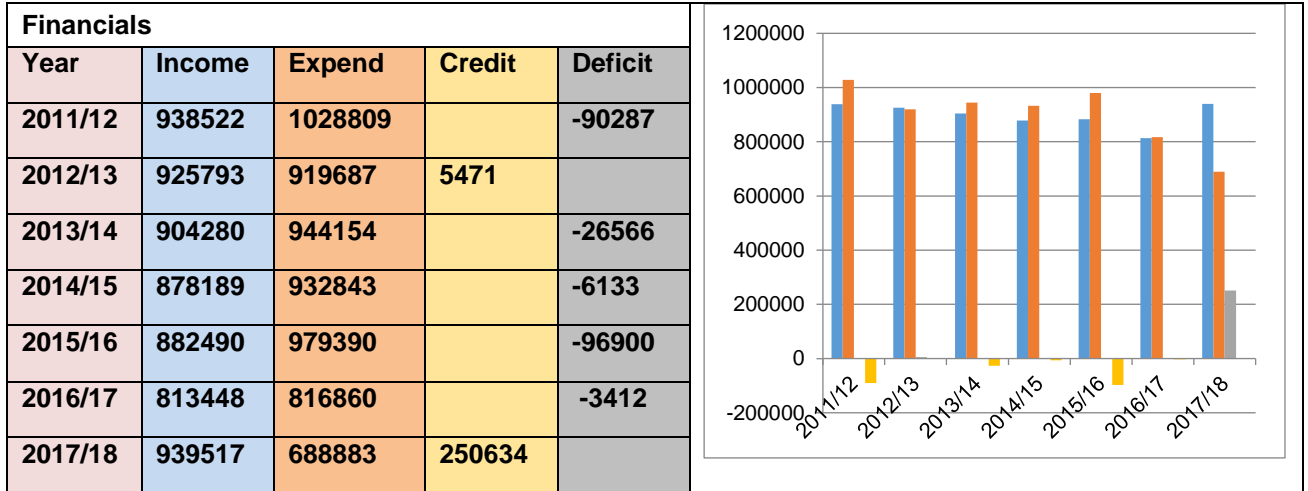 Financials
Year Income Expend Credit Deficit
2011/12 938522 1028809 -90287
2012/13 925793 919687 5471
2013/14 904280 944154 -26566
2014/15 878189 932843 -6133
2015/16 882490 979390 -96900
2016/17 813448 816860 -3412
2017/18 939517 688883 250634
1200000
1000000
800000
600000
400000
200000
0
-200000
2011/12 2012/13 2013/14 2014/15 2015/16 2016/17 2017/18